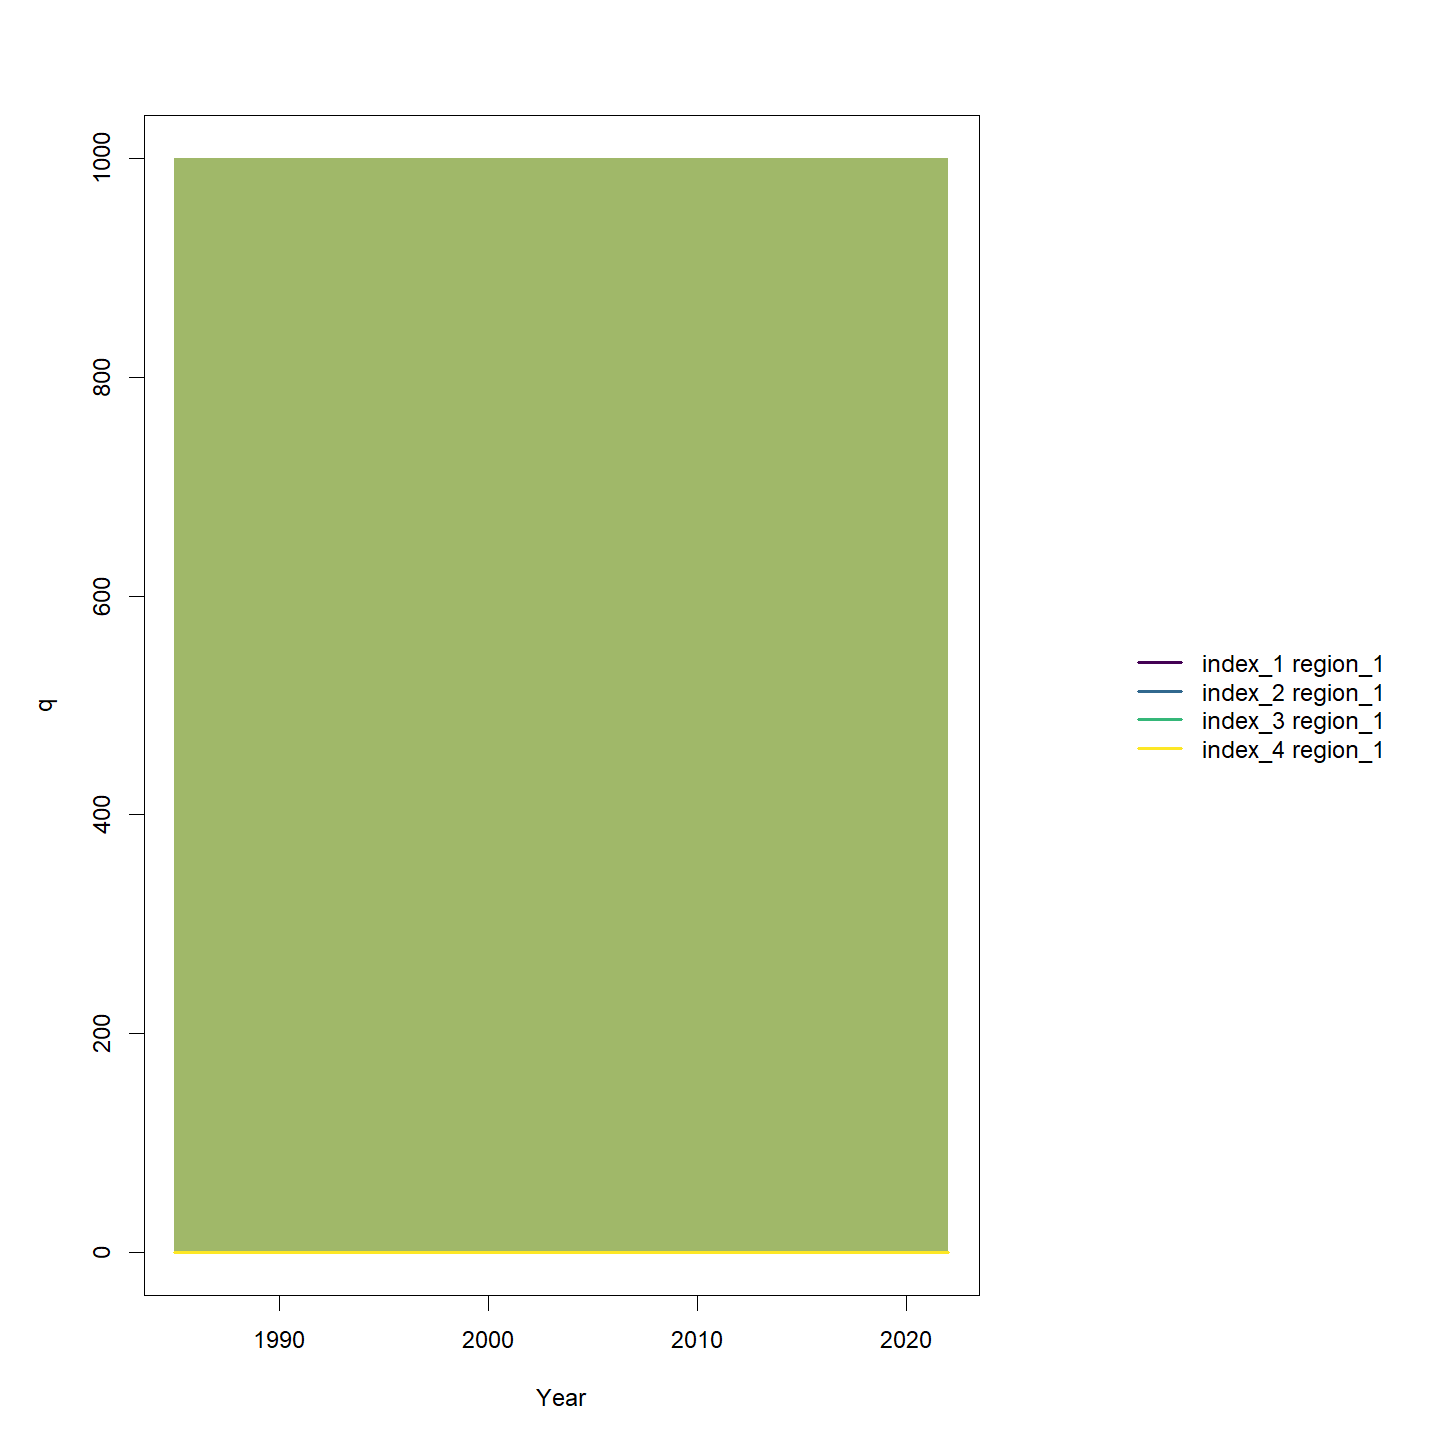 1000
800
600
400
200
0
q
1990 2000 2010 2020
Year
index_1 region_1
index_2 region_1
index_3 region_1
index_4 region_1